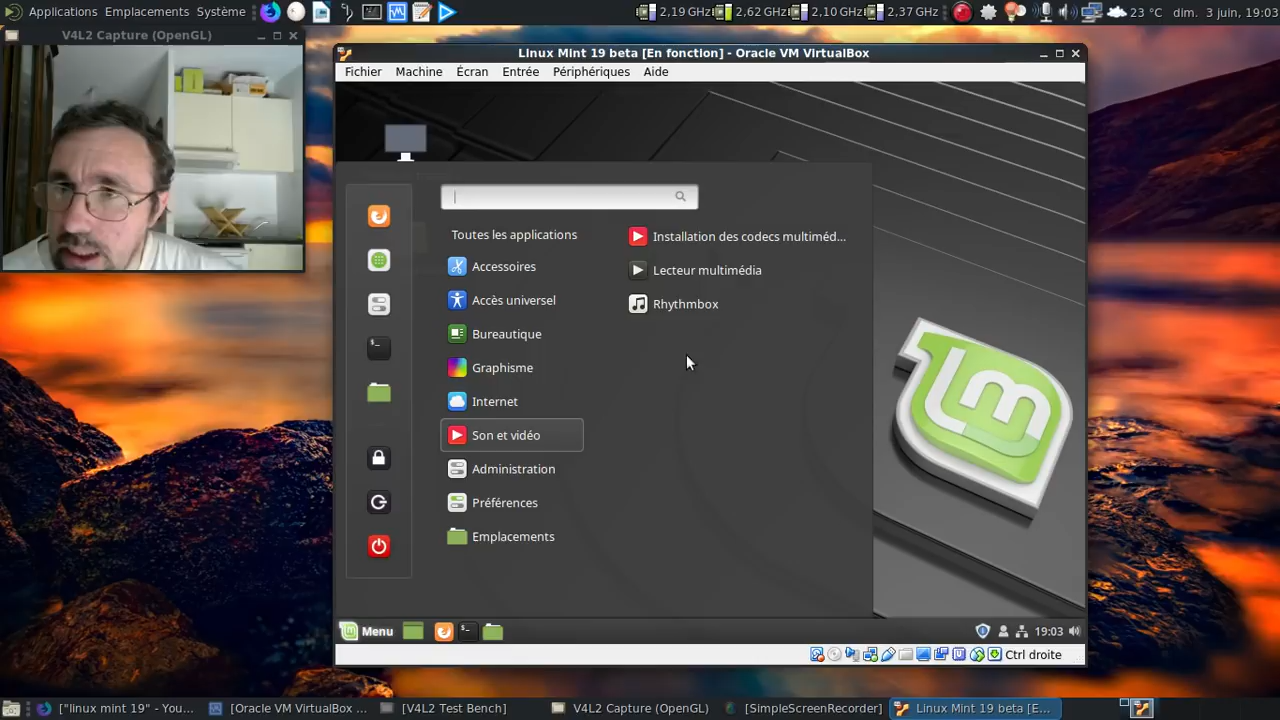 Applications Emplacements Système 2,19 GHz 2,62 GHz 2,10 GHz 2,37 GHz 23 °C dim. 3 juin, 19:03
V4L2 Capture (OpenGL)
Linux Mint 19 beta [En fonction] - Oracle VM VirtualBox
Fichier Machine Écran Entrée Périphériques Aide
Toutes les applications
Accessoires
Accès universel
Bureautique
Graphisme
Internet
Son et vidéo
Administration
Préférences
Emplacements
Installation des codecs multiméd...
Lecteur multimédia
Rhythmbox
Menu 19:03
Ctrl droite
["linux mint 19" - You... [Oracle VM VirtualBox ... [V4L2 Test Bench] V4L2 Capture (OpenGL) [SimpleScreenRecorder] Linux Mint 19 beta [E...